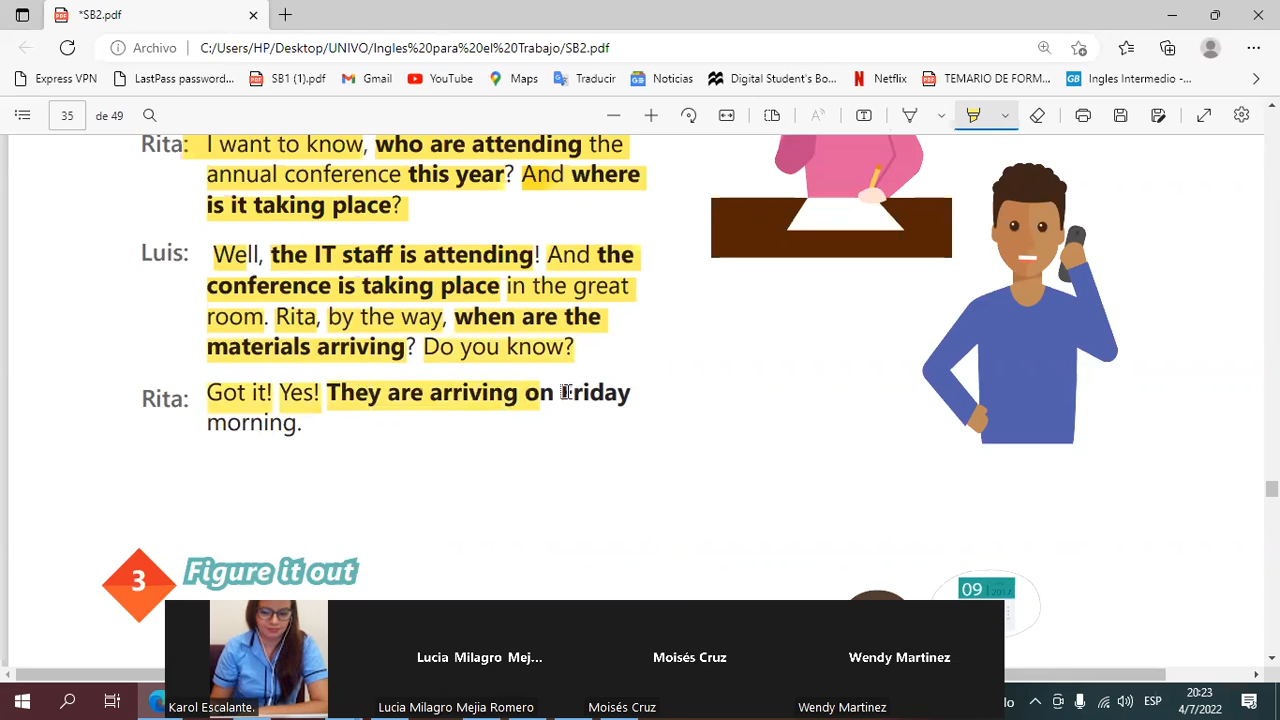 *SB2.pdf
Archivo
C:/Users/HP/Desktop/UNIVO/Ingles%20para%20el%20Trabajo/SB2.pdf
Express VPN
LastPass password...
SB1 (1).pdf
Gmail
YouTube
Maps
Traducir
Noticias
Digital Student's Bo...
Netflix
TEMARIO DE FORM...
Ingles Intermedio -...
35 de 49
Rita: I want to know, who are attending the
annual conference this year? And where
is it taking place?
Luis: Well, the IT staff is attending! And the
conference is taking place in the great
room. Rita, by the way, when are the
materials arriving? Do you know?
Rita: Got it! Yes! They are arriving on Friday
morning.
3 Figure it out
09
2017
Lucia Milagro Mej...
Moisés Cruz
Wendy Martinez
Karol Escalante.
Lucia Milagro Mejia Romero
Moisés Cruz
Wendy Martinez
ESP
20:23
4/7/2022